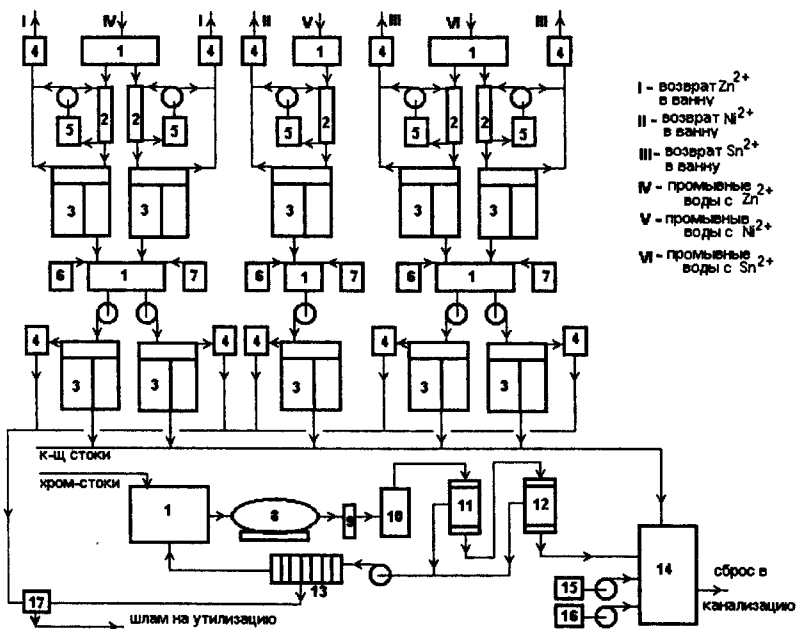 I IV I II V III VI III
4 1 4 4 1 4 1 4
5 2 2 5 5 2 5 2 2 5
3 3 3 3 3
6 1 7 6 1 7 6 1 7
4 4 4 4 4
3 3 3 3 3
I - возврат Zn2+
в ванну
II - возврат Ni2+
в ванну
III - возврат Sn2+
в ванну
IV - промывные
воды с Zn2+
V - промывные
воды с Ni2+
VI - промывные
воды с Sn2+
к-щ стоки
хром-стоки
1 8 9 10 11 12
13
14
15
16
17
сброс в
канализацию
шлам на утилизацию